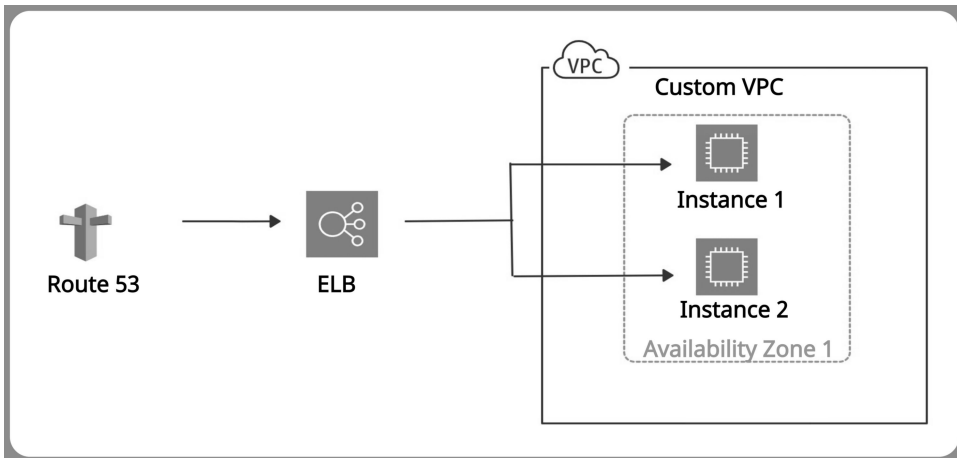 VPC
Custom VPC
Instance 1
Route 53
ELB
Instance 2
Availability Zone 1